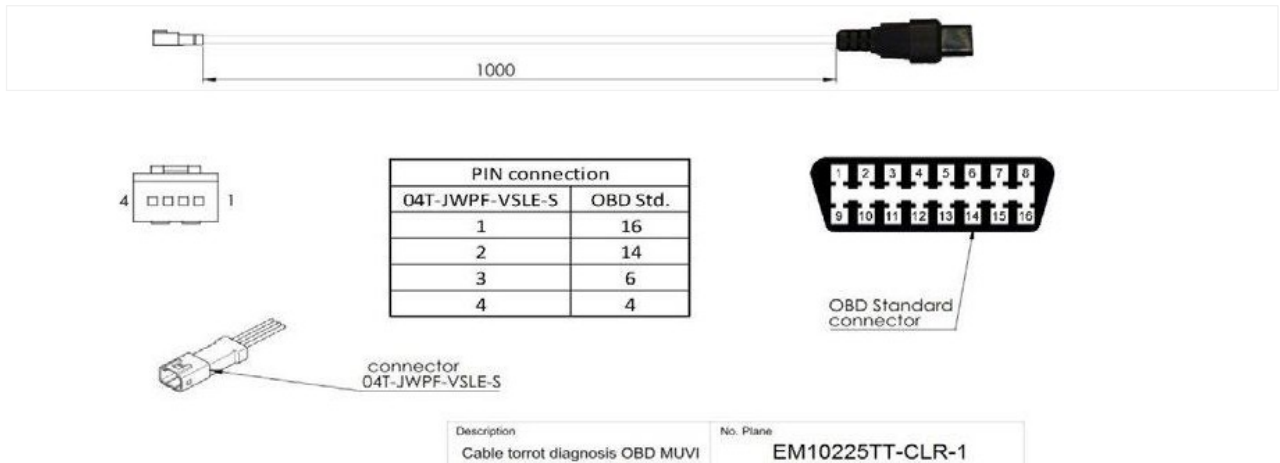 1000
4 1
PIN connection
04T-JWPF-VSLE-S OBD Std.
1 16
2 14
3 6
4 4
1 2 3 4 5 6 7 8
9 10 11 12 13 14 15 16
OBD Standard
connector
connector
04T-JWPF-VSLE-S
Description No. Plane
Cable torrot diagnosis OBD MUVI EM10225TT-CLR-1